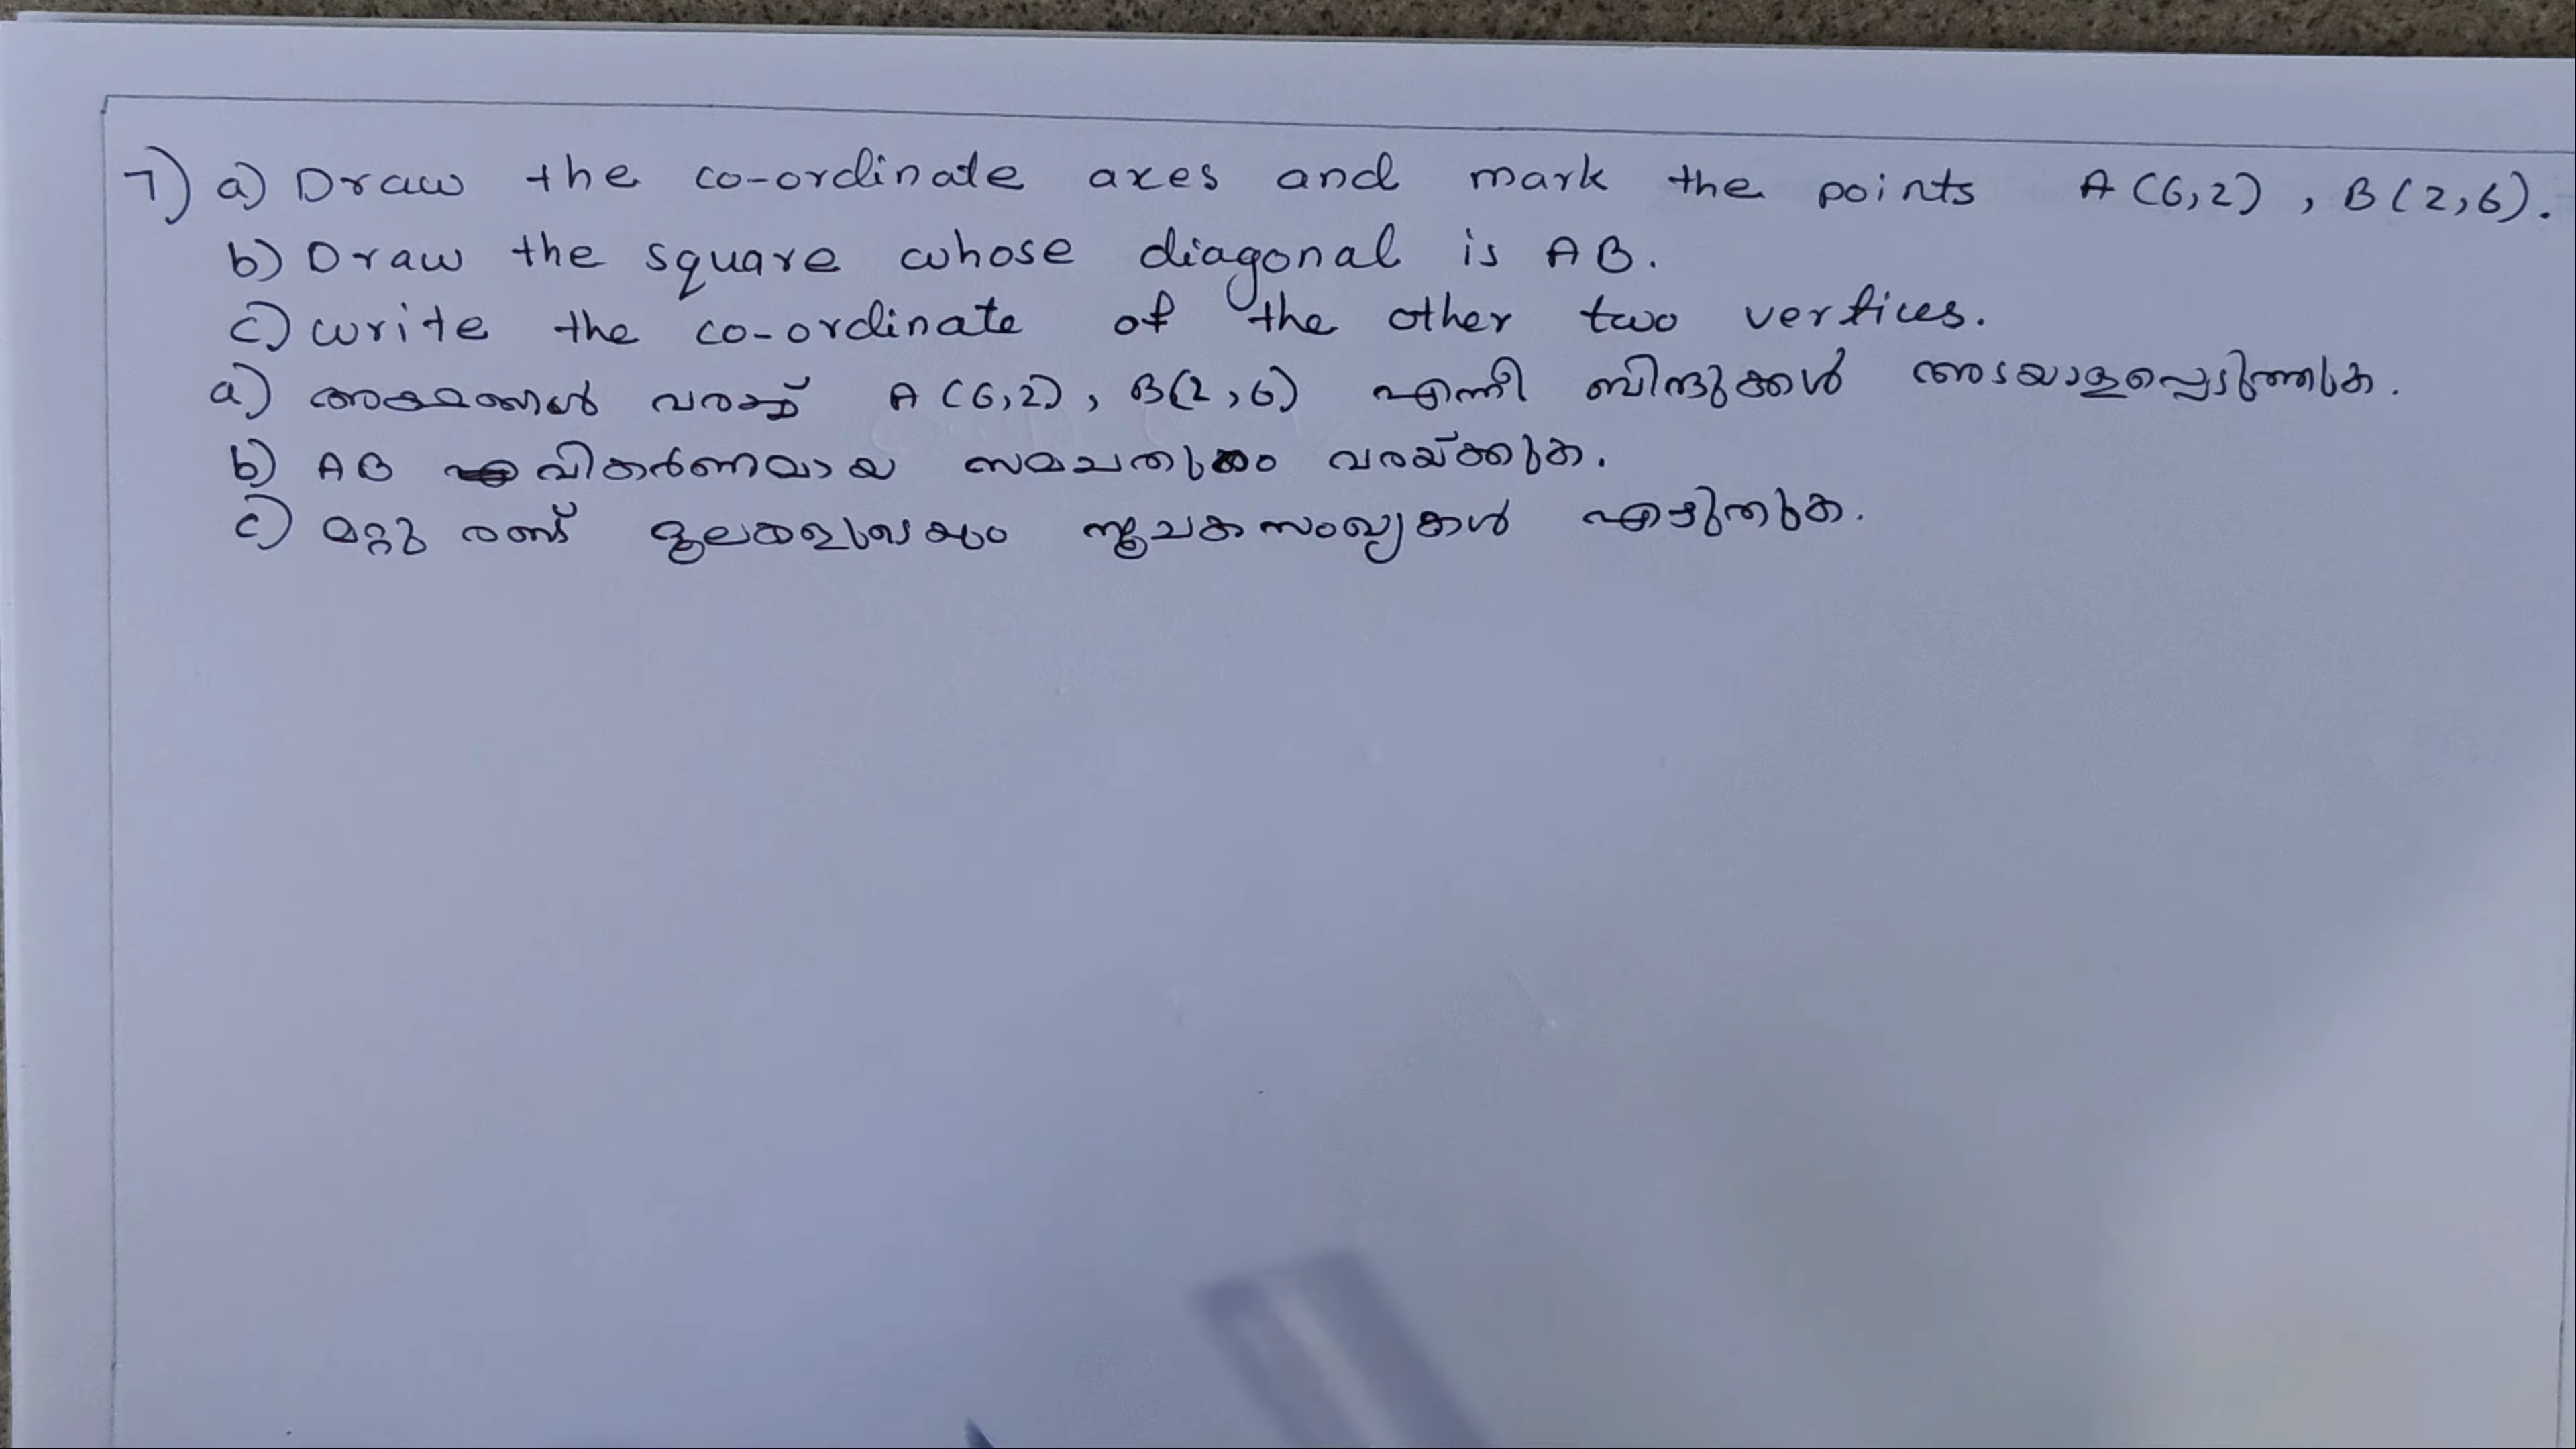 7) a) Draw the co-ordinate axes and mark the points A (6,2) , B (2,6).
b) Draw the square whose diagonal is AB.
c) write the co-ordinate of the other two vertices.
a) അക്ഷങ്ങൾ വരച്ച് A (6,2), B(2,6) എന്നീ ബിന്ദുക്കൾ അടയാളപ്പെടുത്തുക.
b) AB വികർണമായ സമചതുരം വരയ്ക്കുക.
c) മറ്റു രണ്ട് മൂലകളുടെയും സൂചകസംഖ്യകൾ എഴുതുക.